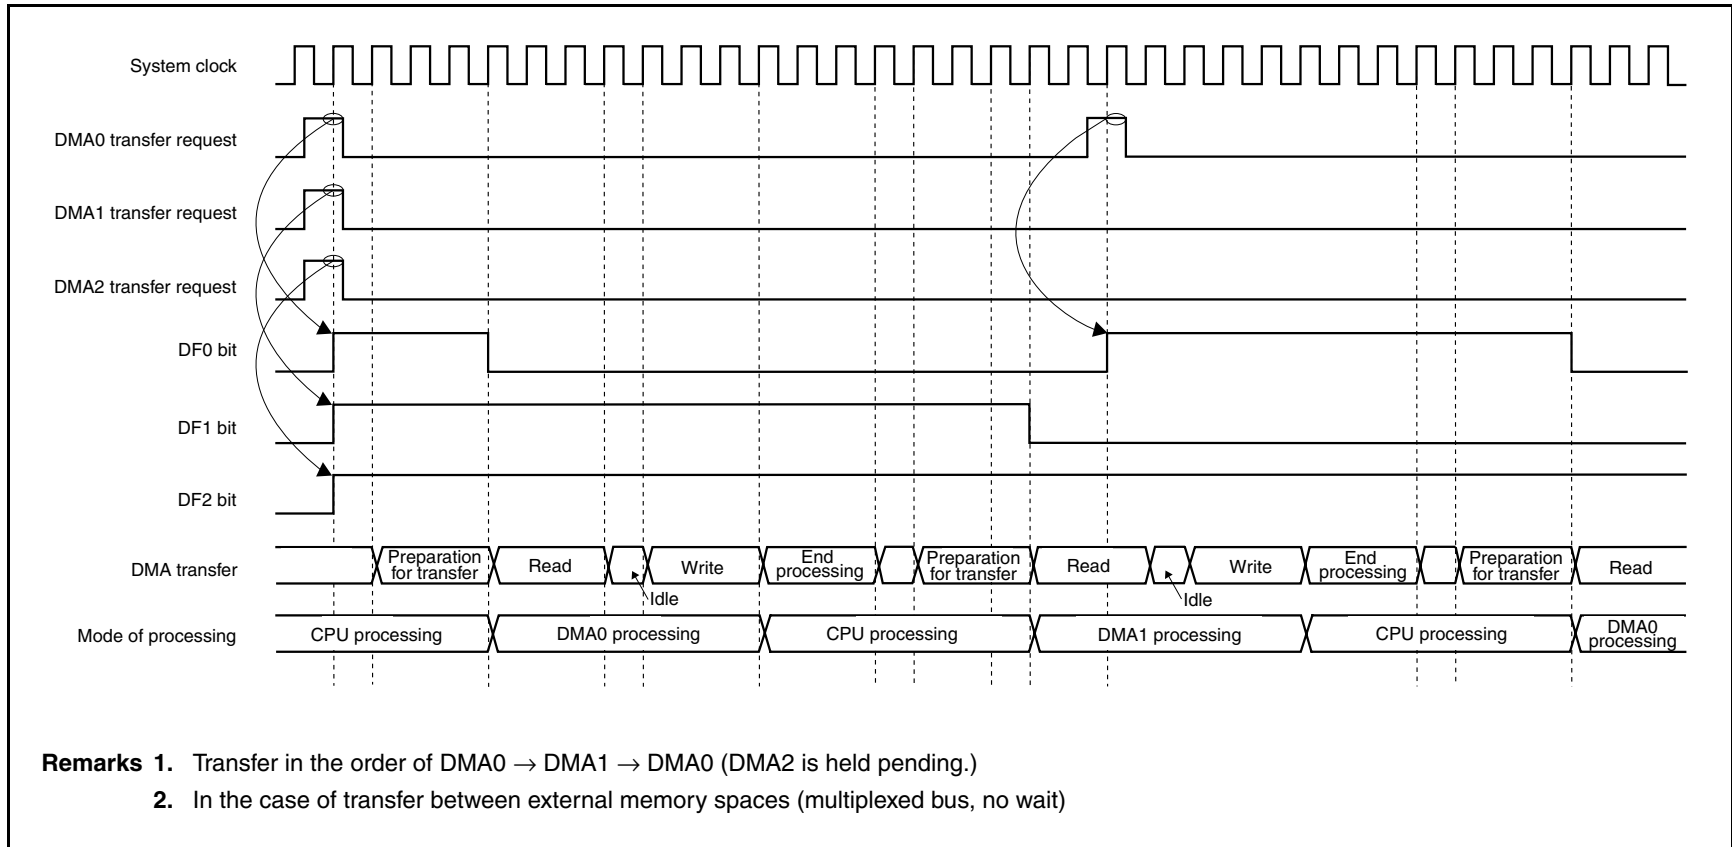 System clock
DMA0 transfer request
DMA1 transfer request
DMA2 transfer request
DF0 bit
DF1 bit
DF2 bit
DMA transfer
Preparation
for transfer
Read
Idle
Write
End
processing
Preparation
for transfer
Read
Idle
Write
End
processing
Preparation
for transfer
Read
Mode of processing
CPU processing
DMA0 processing
CPU processing
DMA1 processing
CPU processing
DMA0
processing
Remarks 1. Transfer in the order of DMA0 → DMA1 → DMA0 (DMA2 is held pending.)
2. In the case of transfer between external memory spaces (multiplexed bus, no wait)